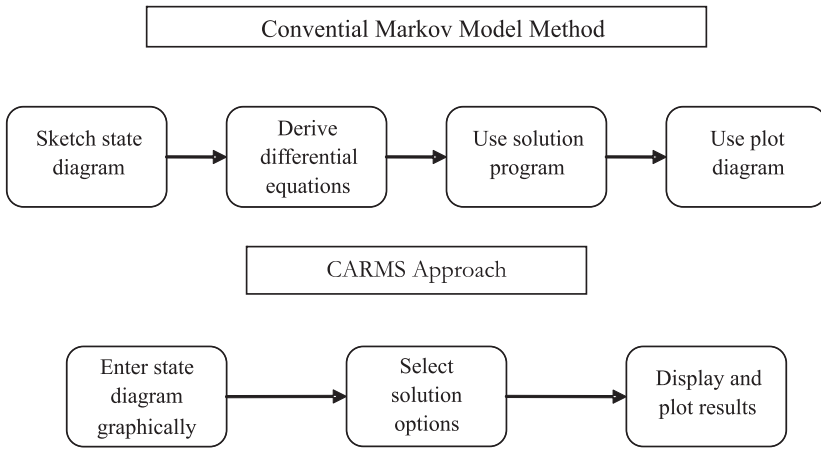 Convential Markov Model Method
Sketch state
diagram
Derive
differential
equations
Use solution
program
Use plot
diagram
CARMS Approach
Enter state
diagram
graphically
Select
solution
options
Display and
plot results